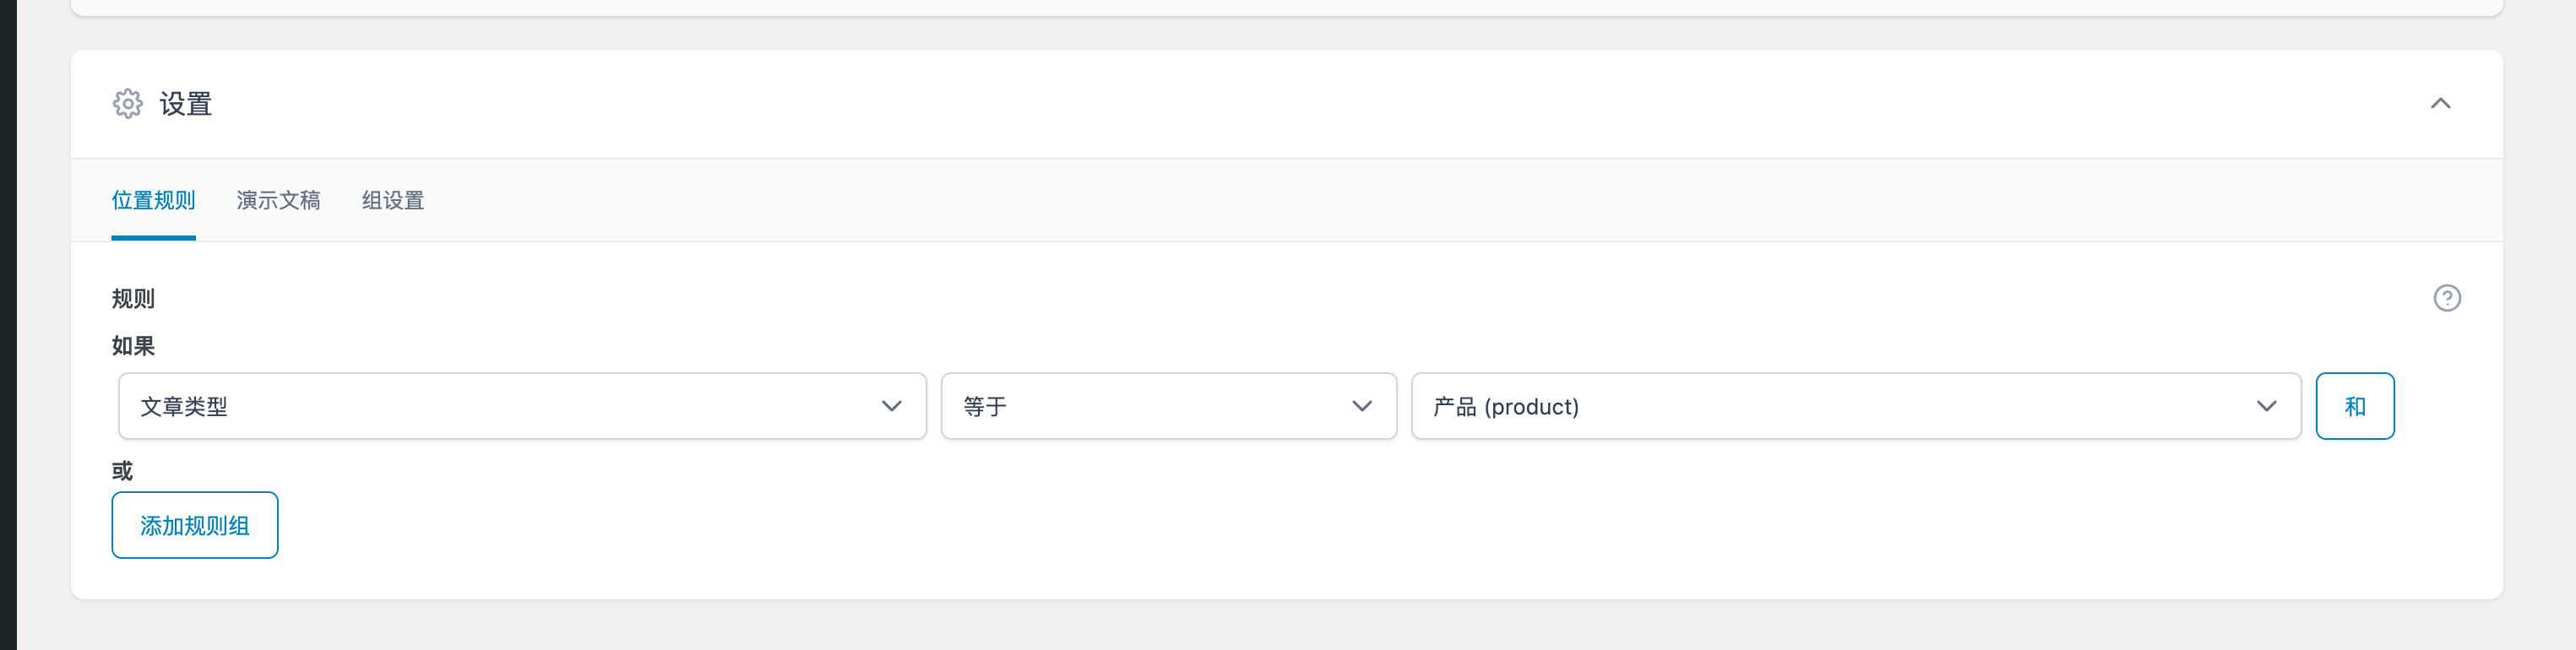 设置
位置规则 演示文稿 组设置
规则
如果
文章类型 等于 产品 (product) 和
或
添加规则组